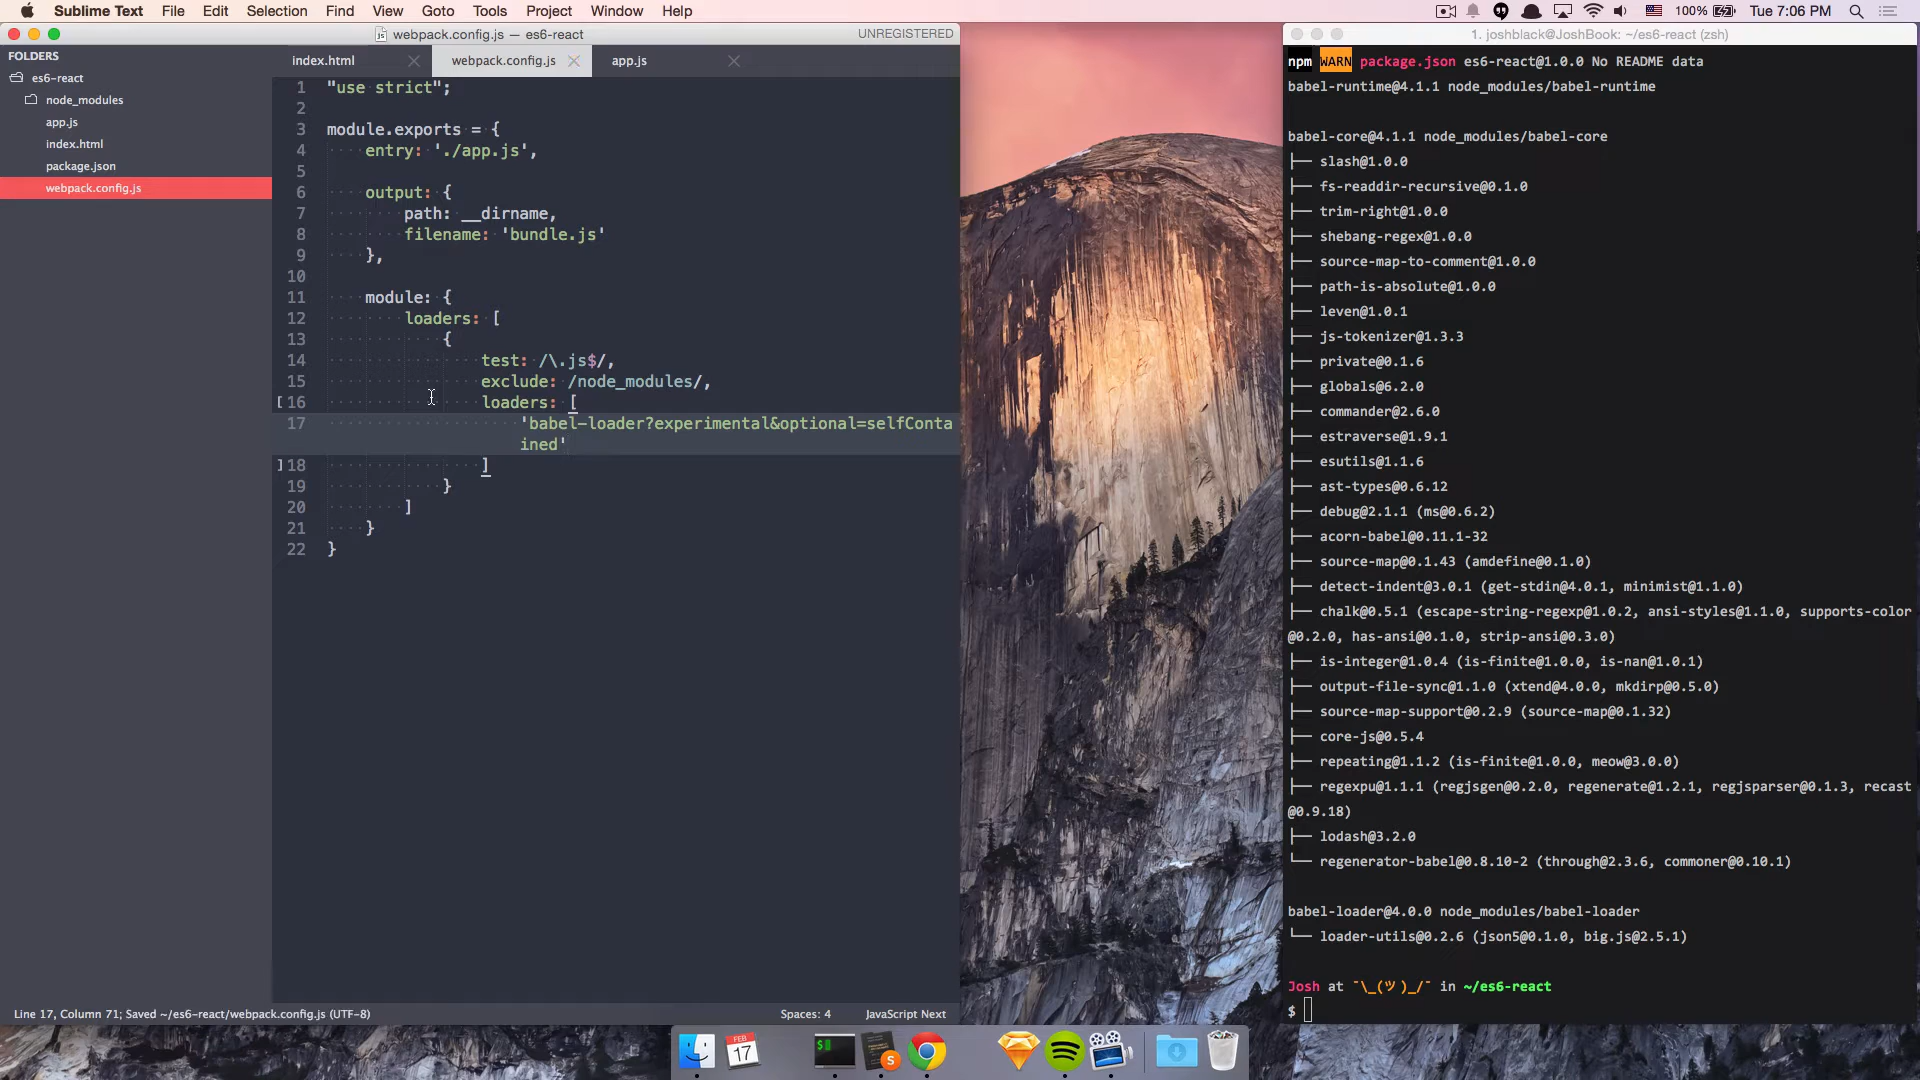 Sublime Text File Edit Selection Find View Goto Tools Project Window Help
100% Tue 7:06 PM
webpack.config.js — es6-react UNREGISTERED
FOLDERS
es6-react
node_modules
app.js
index.html
package.json
webpack.config.js
index.html webpack.config.js app.js
1 "use strict";
2
3 module.exports = {
4 entry: './app.js',
5
6 output: {
7 path: __dirname,
8 filename: 'bundle.js'
9 },
10
11 module: {
12 loaders: [
13 {
14 test: /\.js$/,
15 exclude: /node_modules/,
16 loaders: [
17 'babel-loader?experimental&optional=selfConta
ined'
18 ]
19 }
20 ]
21 }
22 }
Line 17, Column 71; Saved ~/es6-react/webpack.config.js (UTF-8) Spaces: 4 JavaScript Next
1. joshblack@JoshBook: ~/es6-react (zsh)
npm WARN package.json es6-react@1.0.0 No README data
babel-runtime@4.1.1 node_modules/babel-runtime
babel-core@4.1.1 node_modules/babel-core
├── slash@1.0.0
├── fs-readdir-recursive@0.1.0
├── trim-right@1.0.0
├── shebang-regex@1.0.0
├── source-map-to-comment@1.0.0
├── path-is-absolute@1.0.0
├── leven@1.0.1
├── js-tokenizer@1.3.3
├── private@0.1.6
├── globals@6.2.0
├── commander@2.6.0
├── estraverse@1.9.1
├── esutils@1.1.6
├── ast-types@0.6.12
├── debug@2.1.1 (ms@0.6.2)
├── acorn-babel@0.11.1-32
├── source-map@0.1.43 (amdefine@0.1.0)
├── detect-indent@3.0.1 (get-stdin@4.0.1, minimist@1.1.0)
├── chalk@0.5.1 (escape-string-regexp@1.0.2, ansi-styles@1.1.0, supports-color
@0.2.0, has-ansi@0.1.0, strip-ansi@0.3.0)
├── is-integer@1.0.4 (is-finite@1.0.0, is-nan@1.0.1)
├── output-file-sync@1.1.0 (xtend@4.0.0, mkdirp@0.5.0)
├── source-map-support@0.2.9 (source-map@0.1.32)
├── core-js@0.5.4
├── repeating@1.1.2 (is-finite@1.0.0, meow@3.0.0)
├── regexpu@1.1.1 (regjsgen@0.2.0, regenerate@1.2.1, regjsparser@0.1.3, recast
@0.9.18)
├── lodash@3.2.0
└── regenerator-babel@0.8.10-2 (through@2.3.6, commoner@0.10.1)
babel-loader@4.0.0 node_modules/babel-loader
└── loader-utils@0.2.6 (json5@0.1.0, big.js@2.5.1)
Josh at ¯\_(ツ)_/¯ in ~/es6-react
$
FEB
17
$
S